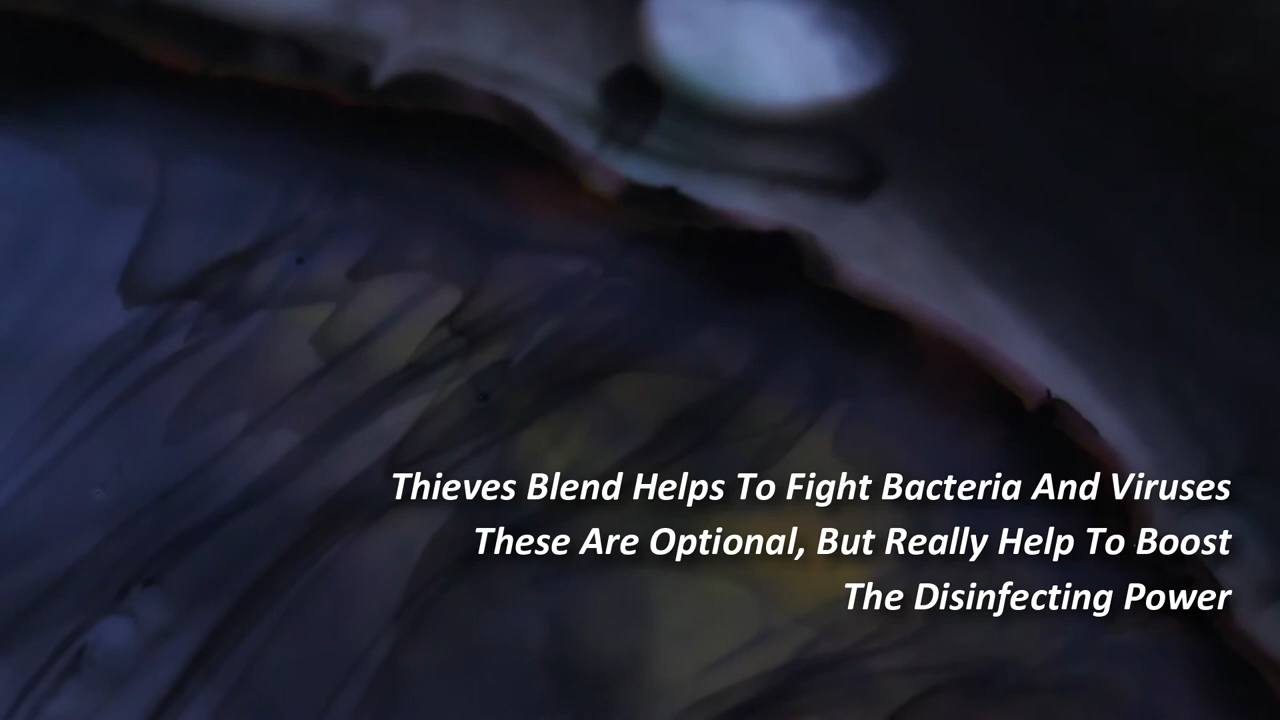 Thieves Blend Helps To Fight Bacteria And Viruses
These Are Optional, But Really Help To Boost
The Disinfecting Power